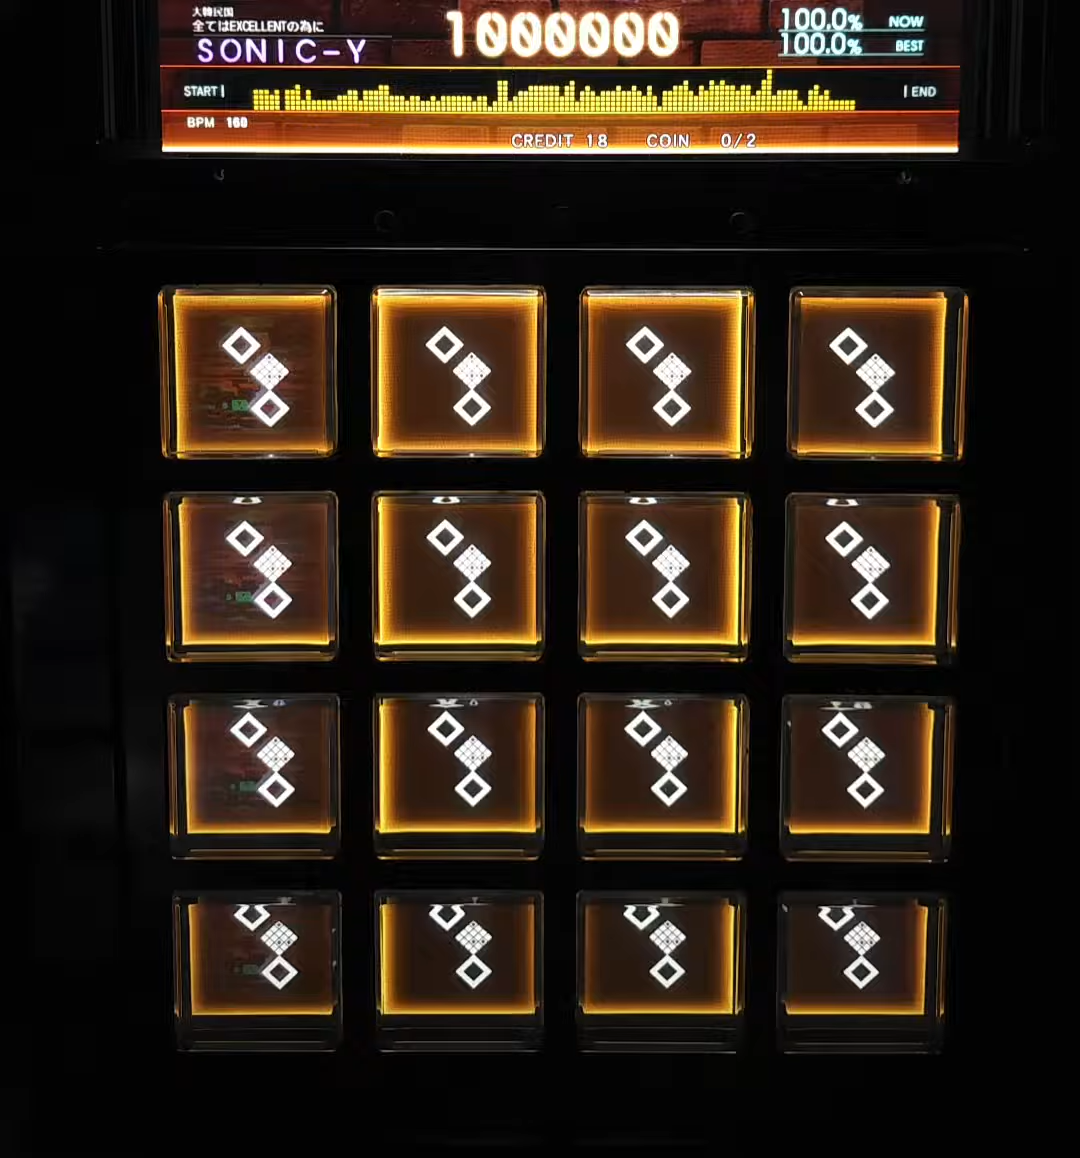 大韓民国
全てはEXCELLENTの為に
SONIC-Y
1000000
100.0% NOW
100.0% BEST
START
END
BPM 160
CREDIT 18 COIN 0/2